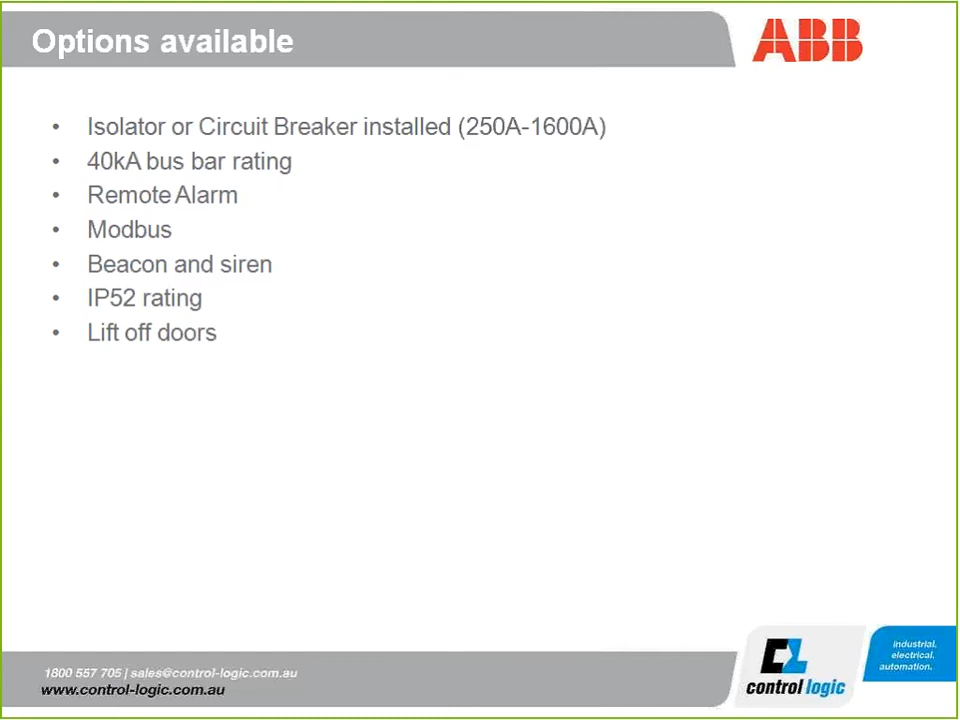 Options available
ABB
• Isolator or Circuit Breaker installed (250A-1600A)
• 40kA bus bar rating
• Remote Alarm
• Modbus
• Beacon and siren
• IP52 rating
• Lift off doors
1800 557 705 | sales@control-logic.com.au
www.control-logic.com.au
CL
control logic
industrial.
electrical.
automation.